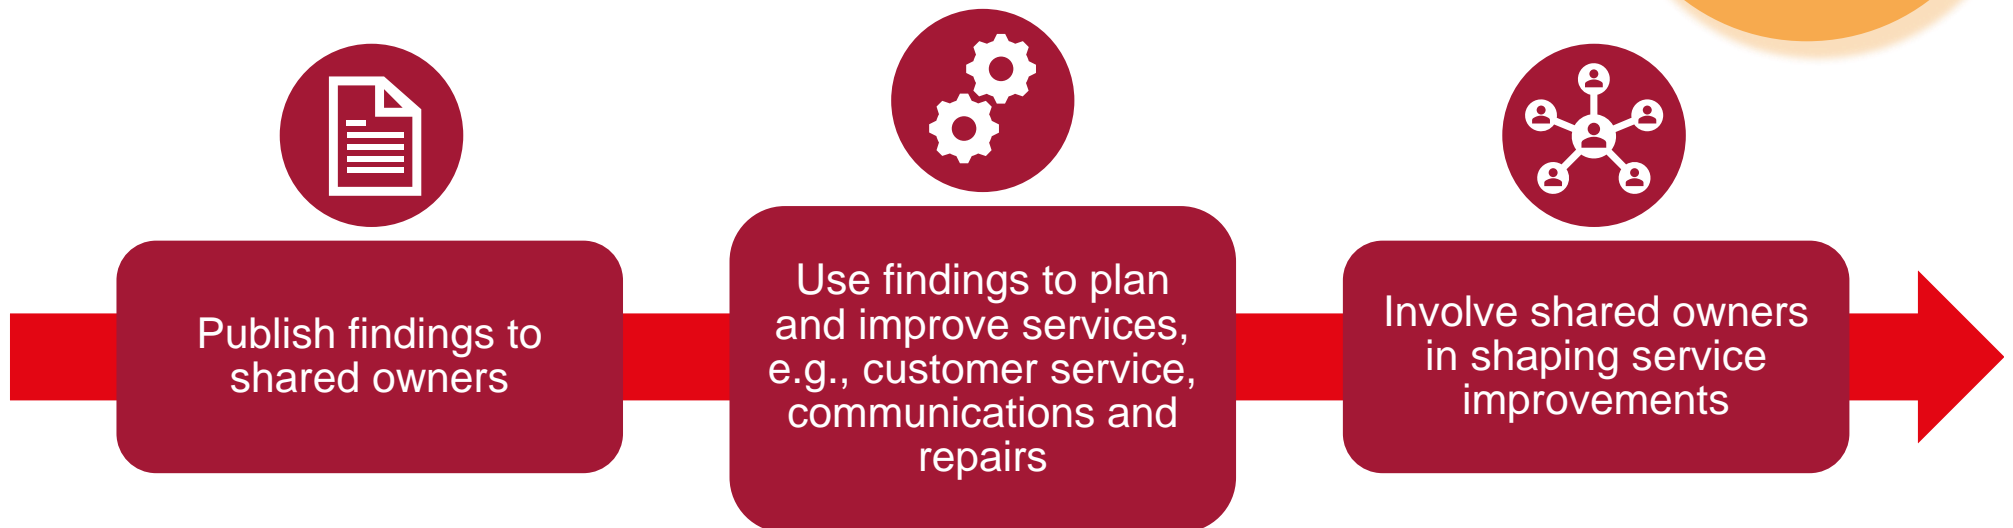 Publish findings to
shared owners
Use findings to plan
and improve services,
e.g., customer service,
communications and
repairs
Involve shared owners
in shaping service
improvements